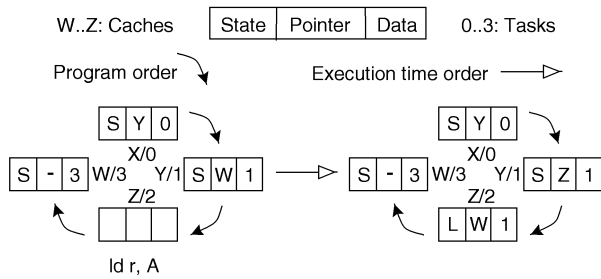 W..Z: Caches State Pointer Data 0..3: Tasks
Program order Execution time order
S Y 0 S Y 0
X/0 X/0
S - 3 W/3 Y/1 S W 1 S - 3 W/3 Y/1 S Z 1
Z/2 Z/2
L W 1
ld r, A